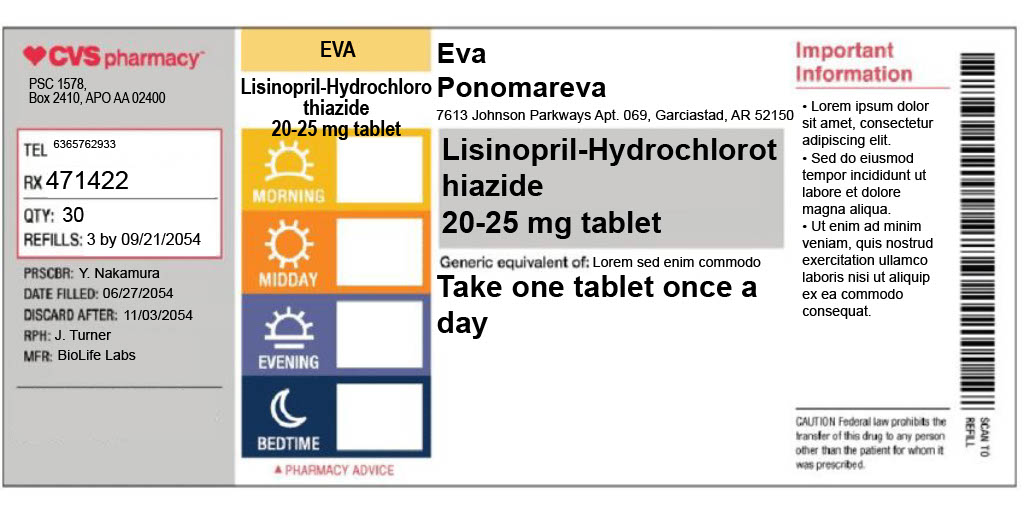 CVS pharmacy
PSC 1578,
Box 2410, APO AA 02400
TEL 6365762933
RX 471422
QTY: 30
REFILLS: 3 by 09/21/2054
PRSCBR: Y. Nakamura
DATE FILLED: 06/27/2054
DISCARD AFTER: 11/03/2054
RPH: J. Turner
MFR: BioLife Labs
EVA
Lisinopril-Hydrochloro
thiazide
20-25 mg tablet
MORNING
MIDDAY
EVENING
BEDTIME
▲ PHARMACY ADVICE
Eva
Ponomareva
7613 Johnson Parkways Apt. 069, Garciastad, AR 52150
Lisinopril-Hydrochlorot
hiazide
20-25 mg tablet
Generic equivalent of: Lorem sed enim commodo
Take one tablet once a
day
Important
Information
• Lorem ipsum dolor
sit amet, consectetur
adipiscing elit.
• Sed do eiusmod
tempor incididunt ut
labore et dolore
magna aliqua.
• Ut enim ad minim
veniam, quis nostrud
exercitation ullamco
laboris nisi ut aliquip
ex ea commodo
consequat.
CAUTION Federal law prohibits the
transfer of this drug to any person
other than the patient for whom it
was prescribed.
SCAN TO
REFILL